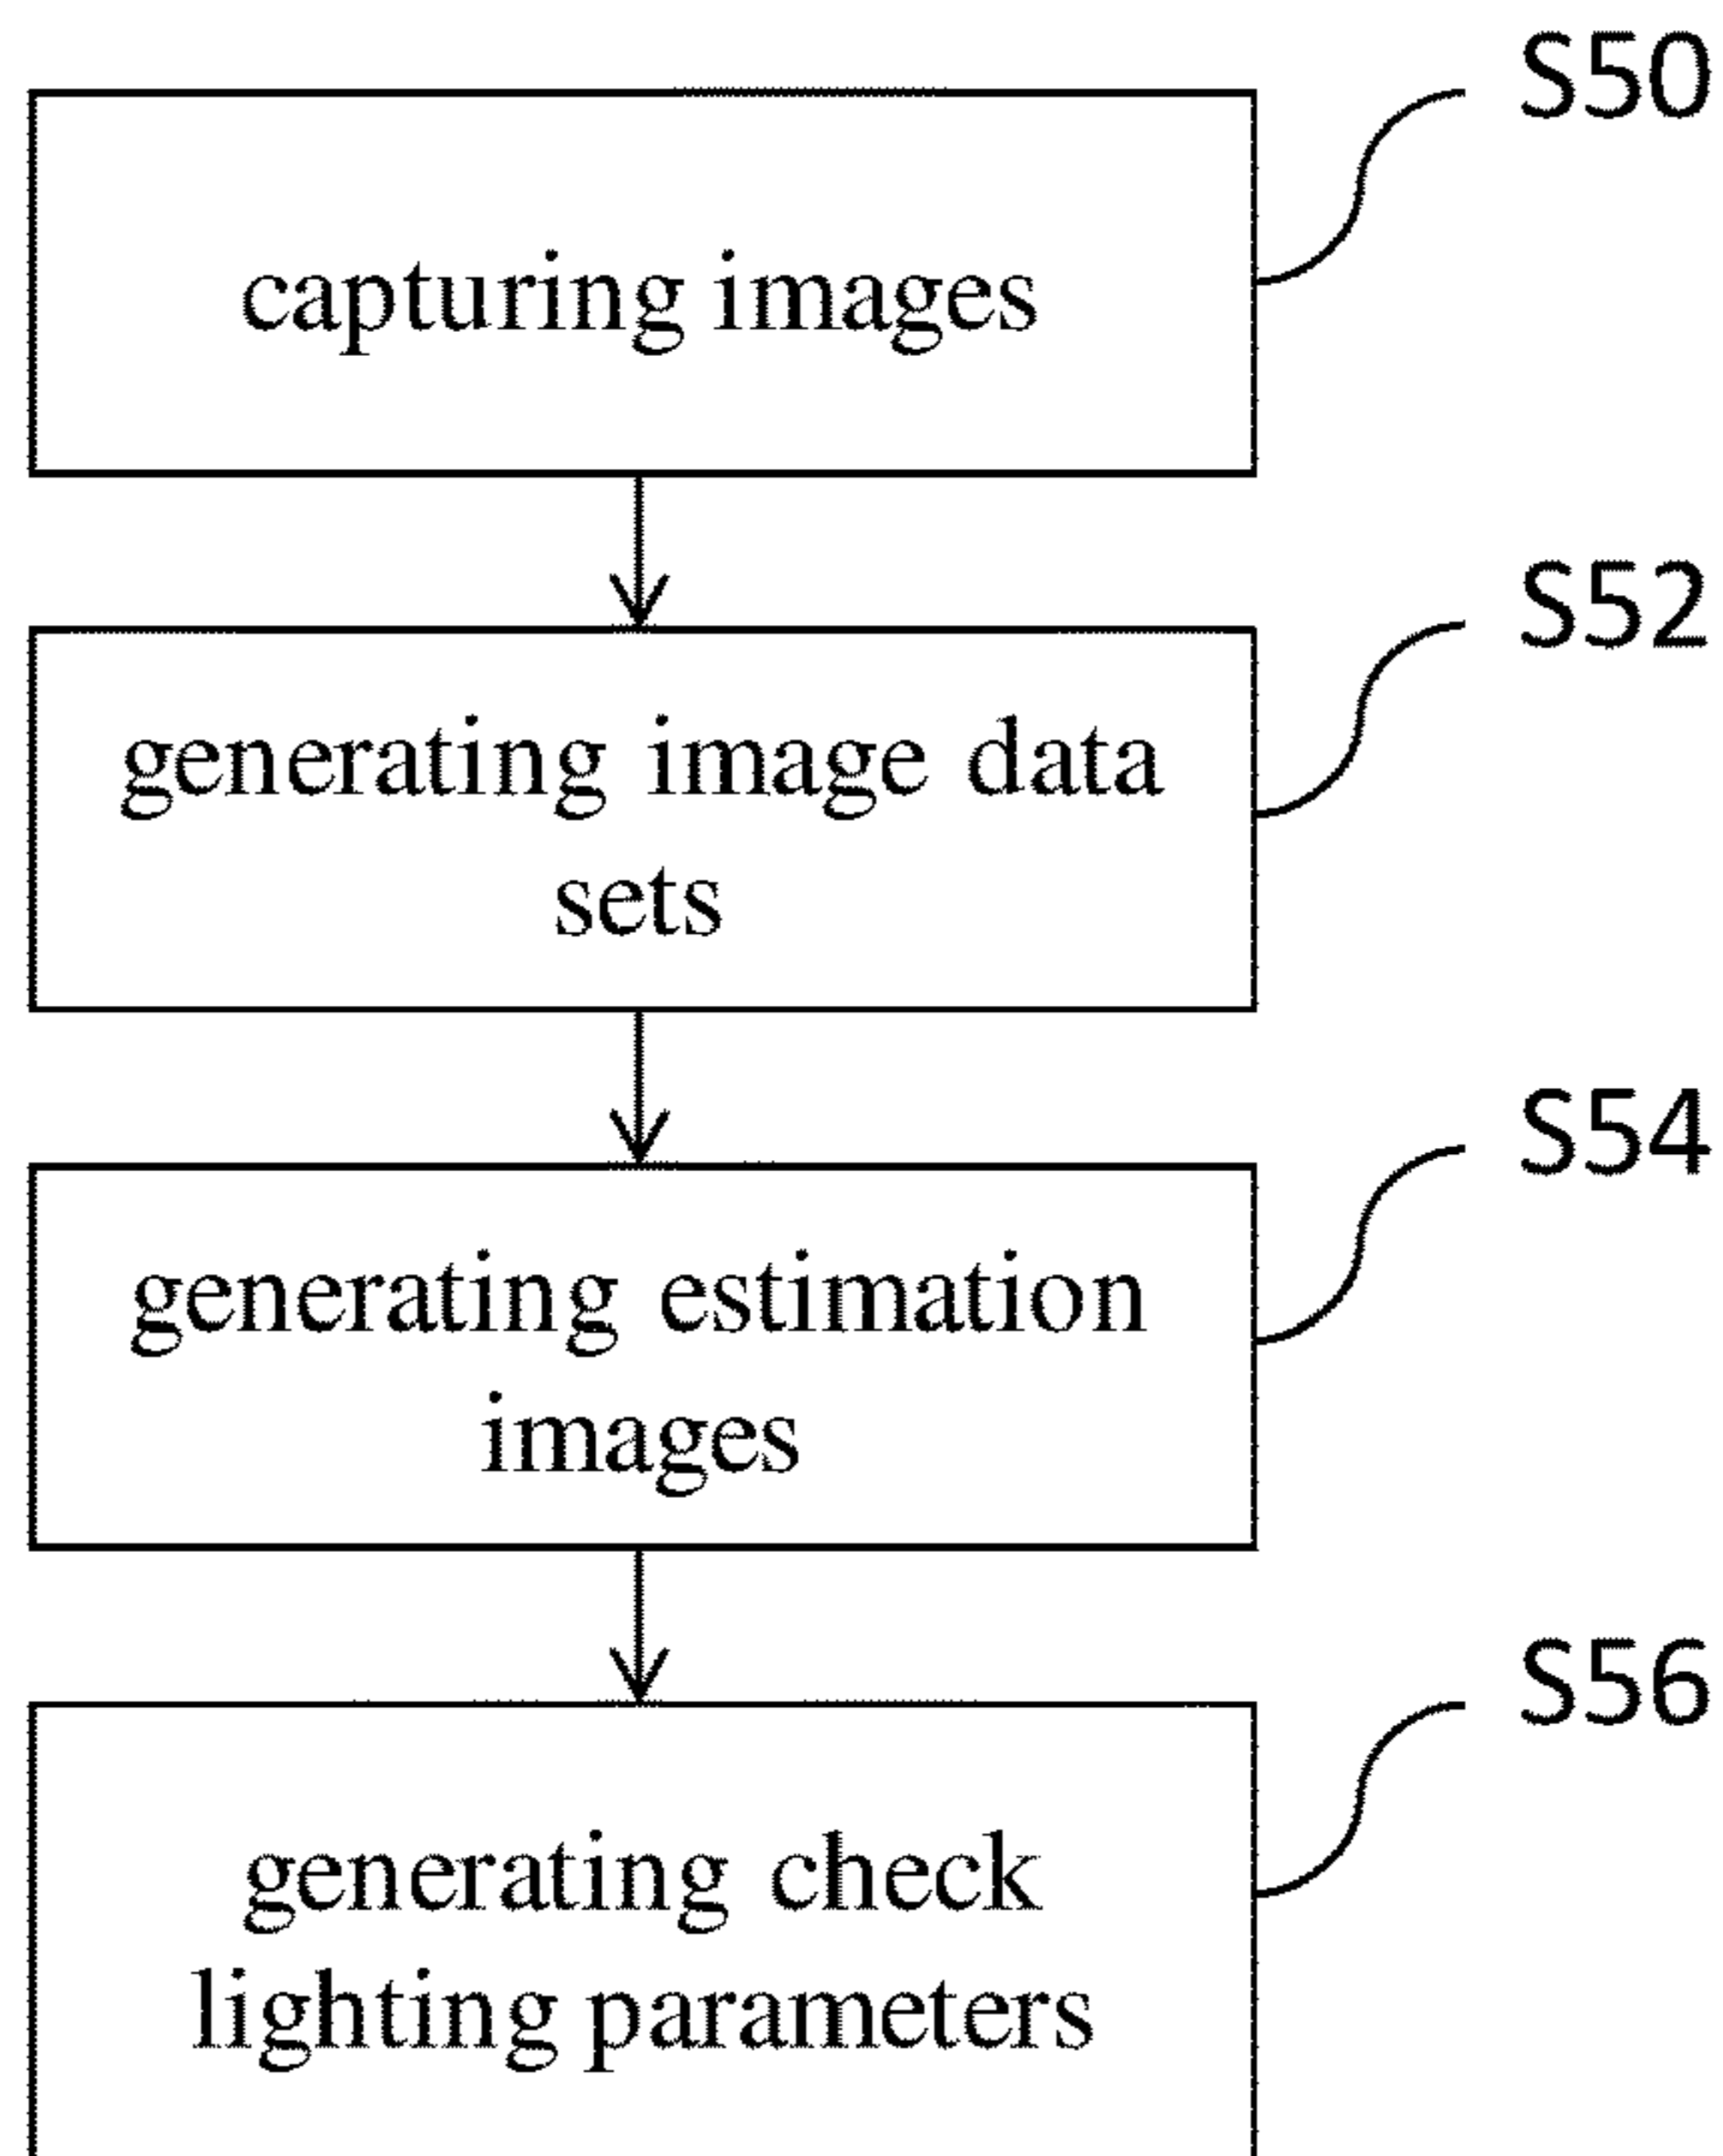 S50
capturing images
S52
generating image data
sets
S54
generating estimation
images
S56
generating check
lighting parameters